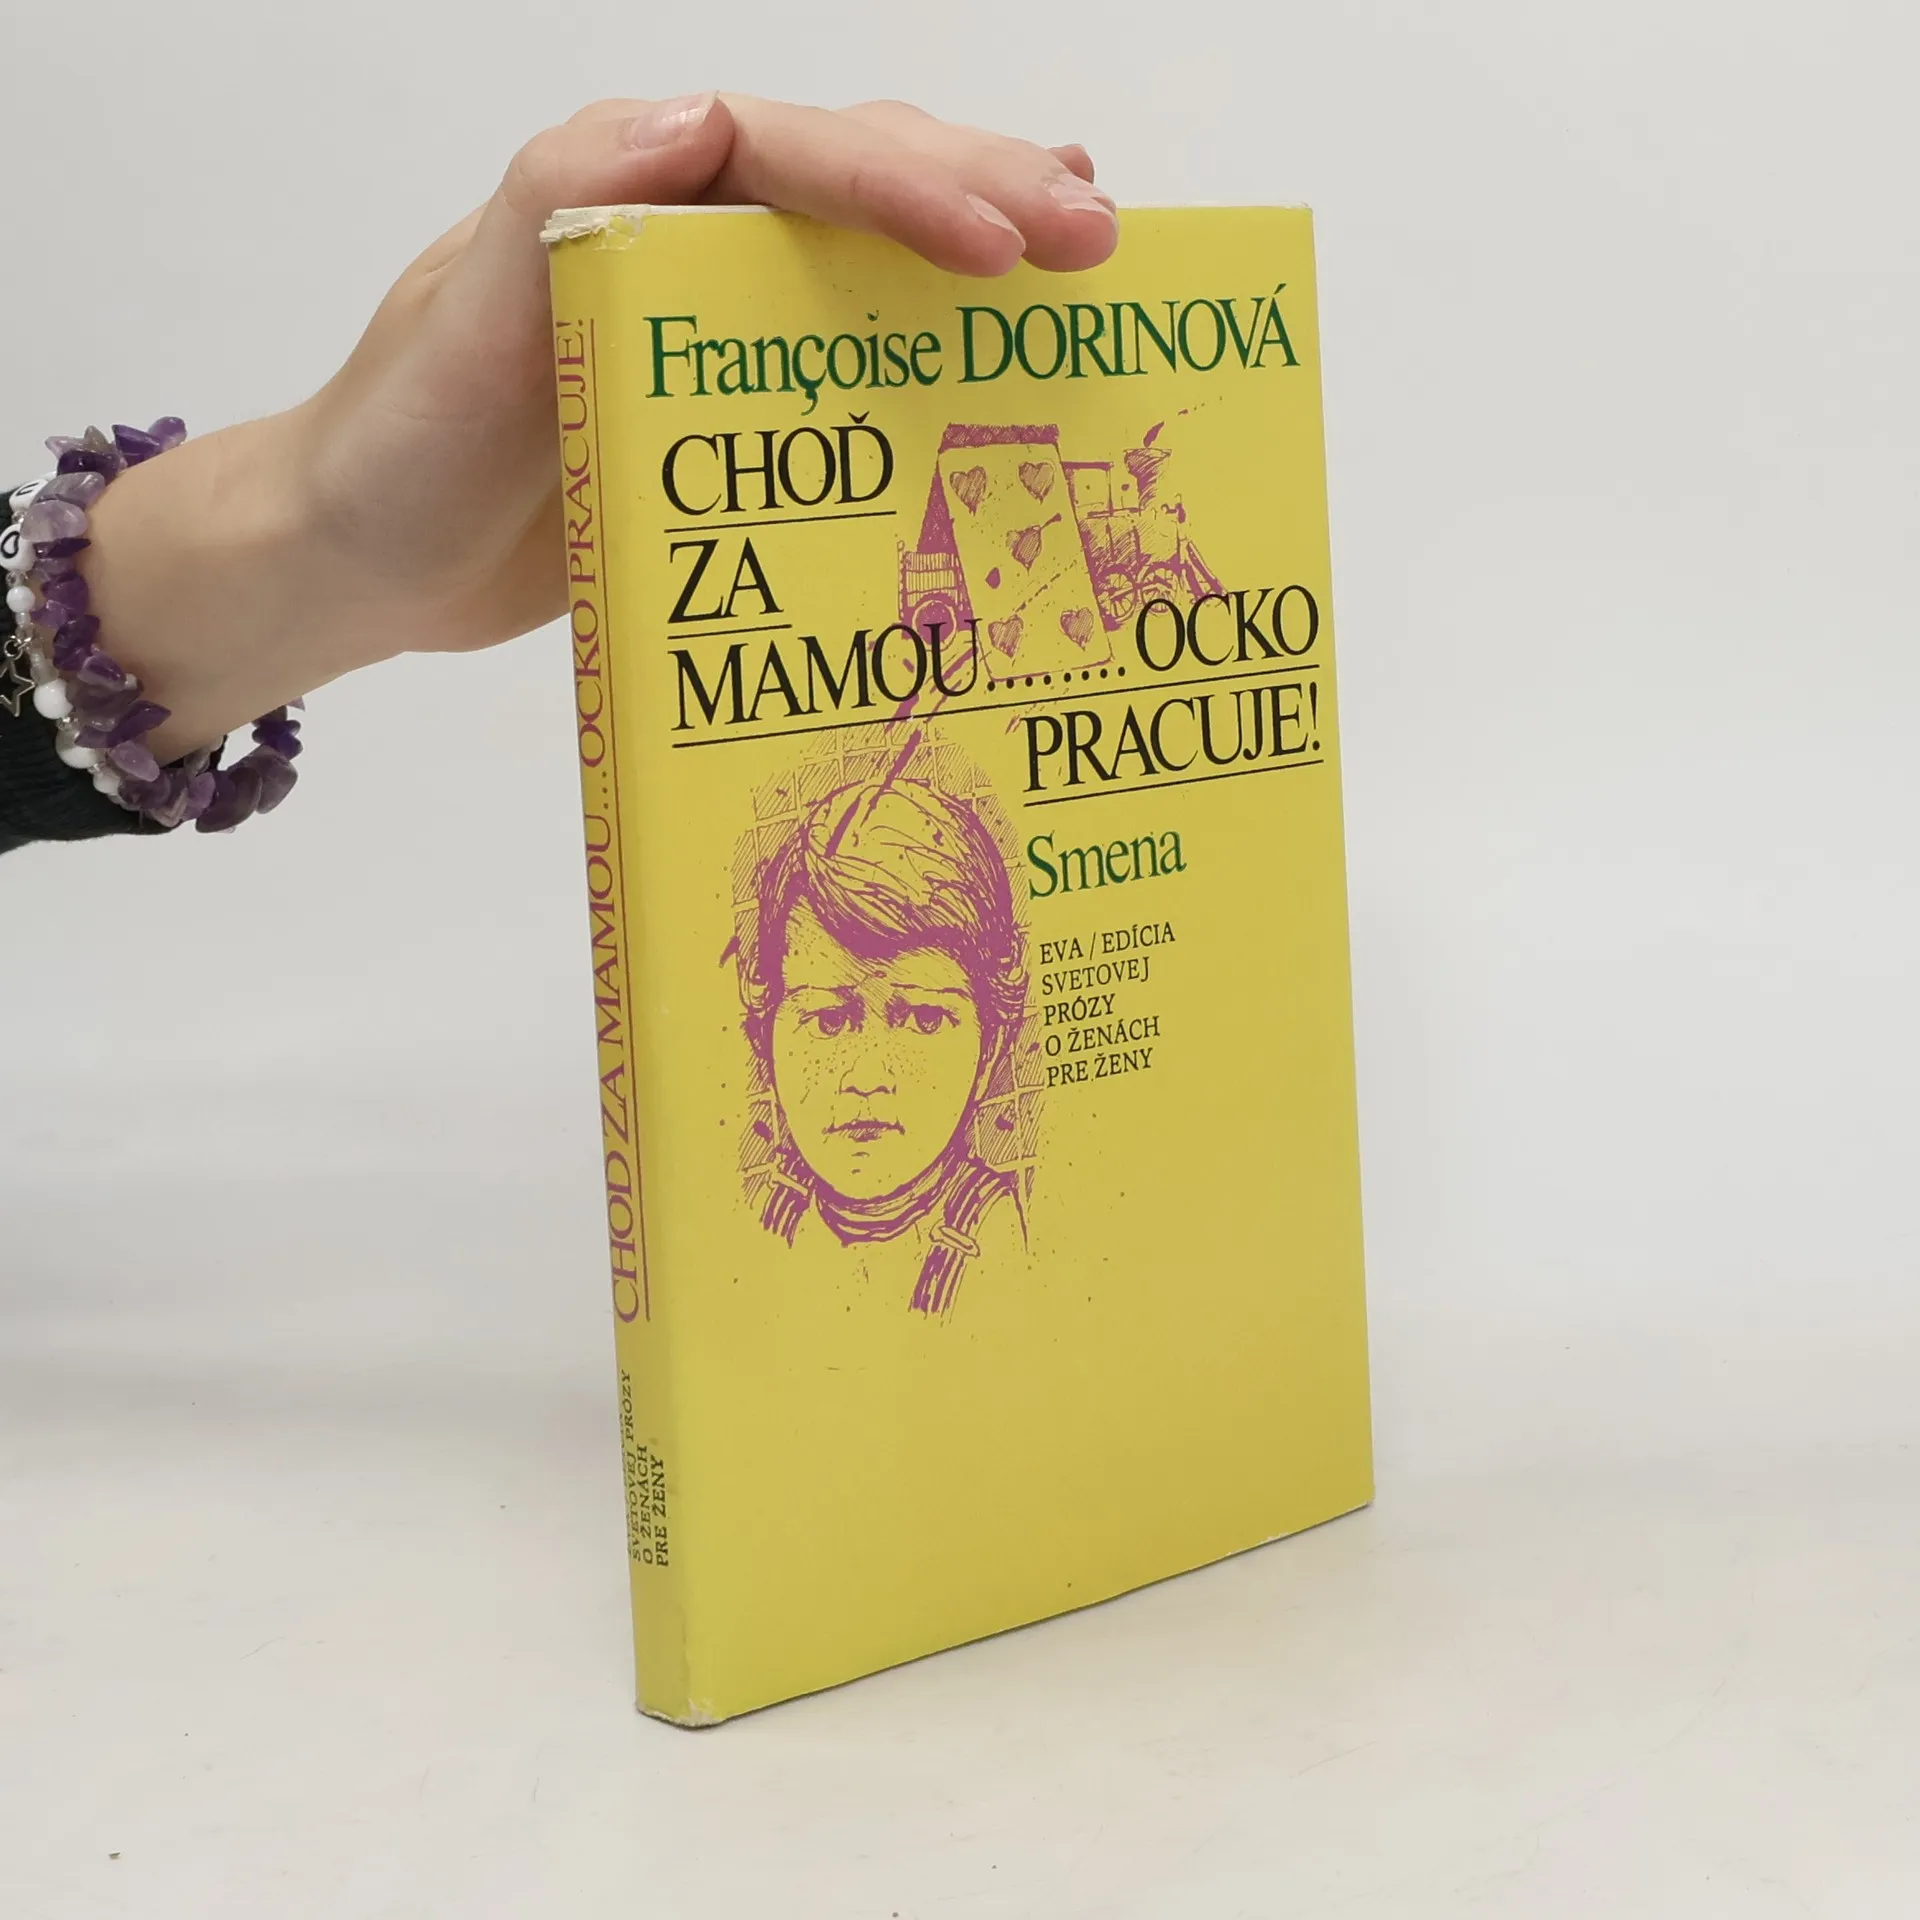 Françoise DORINOVÁ
CHOĎ
ZA
MAMOU........OCKO
PRACUJE!
Smena
EVA / EDÍCIA
SVETOVEJ
PRÓZY
O ŽENÁCH
PRE ŽENY
CHOĎ ZA MAMOU...OCKO PRACUJE!
SVETOVEJ PRÓZY
O ŽENÁCH
PRE ŽENY